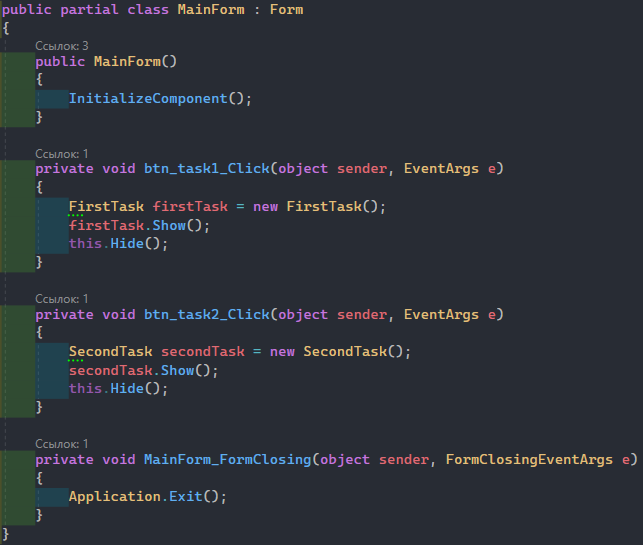 public partial class MainForm : Form
{
Ссылок: 3
public MainForm()
{
InitializeComponent();
}
Ссылок: 1
private void btn_task1_Click(object sender, EventArgs e)
{
FirstTask firstTask = new FirstTask();
firstTask.Show();
this.Hide();
}
Ссылок: 1
private void btn_task2_Click(object sender, EventArgs e)
{
SecondTask secondTask = new SecondTask();
secondTask.Show();
this.Hide();
}
Ссылок: 1
private void MainForm_FormClosing(object sender, FormClosingEventArgs e)
{
Application.Exit();
}
}